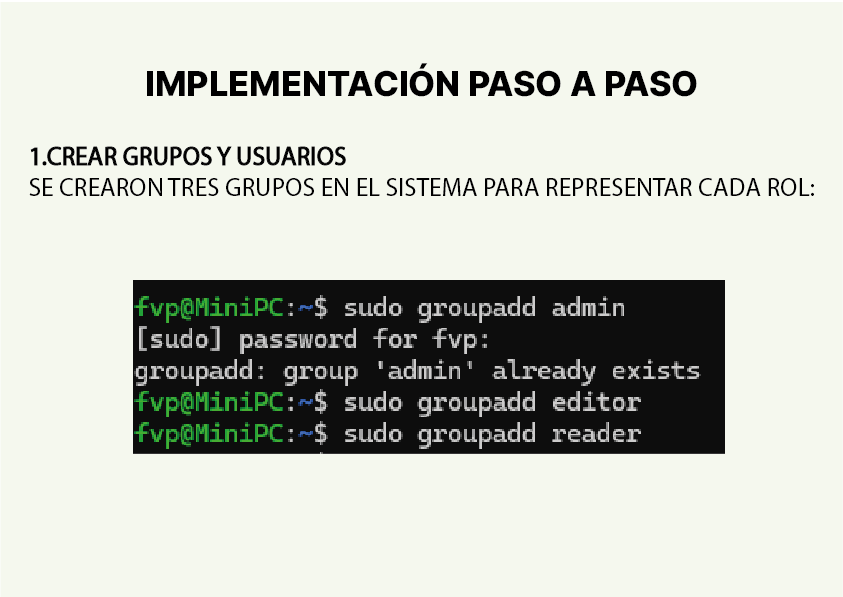 IMPLEMENTACIÓN PASO A PASO
1.CREAR GRUPOS Y USUARIOS
SE CREARON TRES GRUPOS EN EL SISTEMA PARA REPRESENTAR CADA ROL:
fvp@MiniPC:~$ sudo groupadd admin
[sudo] password for fvp:
groupadd: group 'admin' already exists
fvp@MiniPC:~$ sudo groupadd editor
fvp@MiniPC:~$ sudo groupadd reader